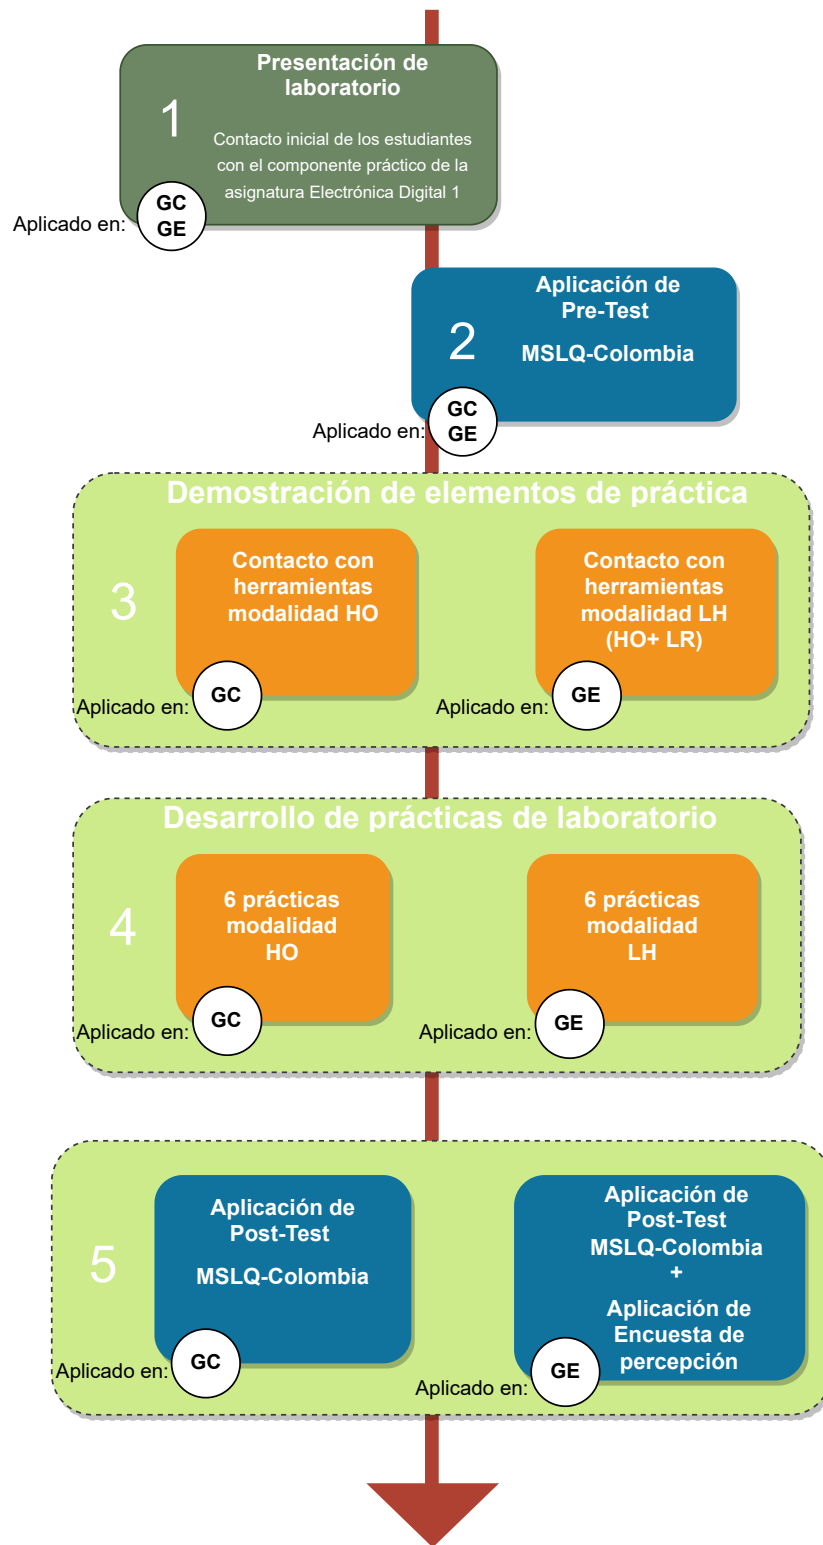 Presentación de
laboratorio
1
Contacto inicial de los estudiantes
con el componente práctico de la
asignatura Electrónica Digital 1
Aplicado en:
GC
GE
Aplicación de
Pre-Test
2
MSLQ-Colombia
Aplicado en:
GC
GE
Demostración de elementos de práctica
3
Contacto con
herramientas
modalidad HO
Aplicado en:
GC
Contacto con
herramientas
modalidad LH
(HO+ LR)
Aplicado en:
GE
Desarrollo de prácticas de laboratorio
4
6 prácticas
modalidad
HO
Aplicado en:
GC
6 prácticas
modalidad
LH
Aplicado en:
GE
5
Aplicación de
Post-Test
MSLQ-Colombia
Aplicado en:
GC
Aplicación de
Post-Test
MSLQ-Colombia
+
Aplicación de
Encuesta de
percepción
Aplicado en:
GE